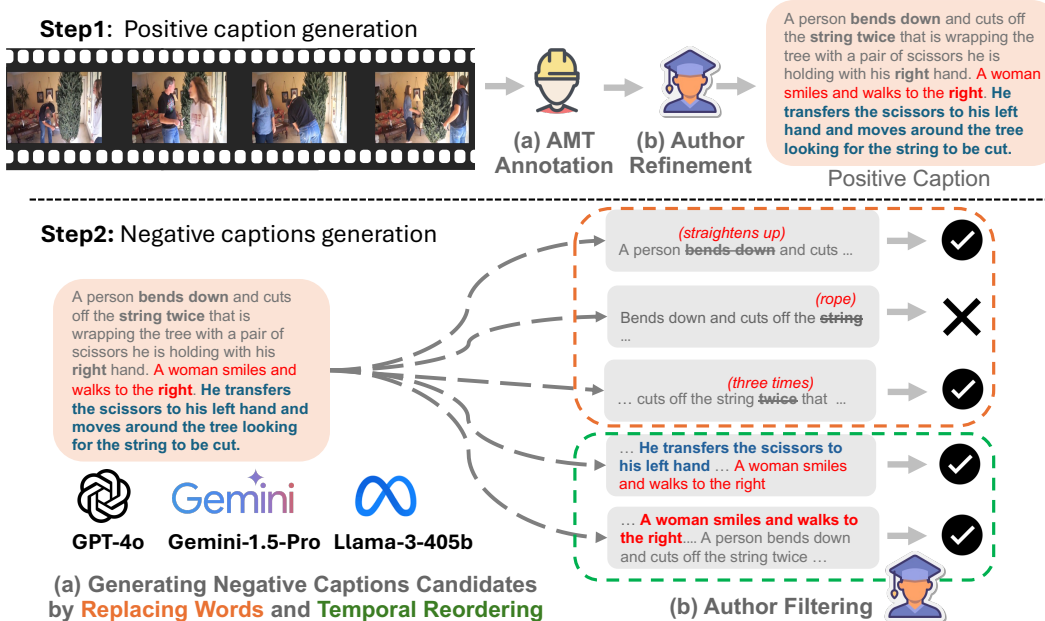 Step1: Positive caption generation
A person bends down and cuts off
the string twice that is wrapping the
tree with a pair of scissors he is
holding with his right hand. A woman
smiles and walks to the right. He
transfers the scissors to his left
hand and moves around the tree
looking for the string to be cut.
(a) AMT
Annotation
(b) Author
Refinement
Positive Caption
Step2: Negative captions generation
A person bends down and cuts
off the string twice that is
wrapping the tree with a pair of
scissors he is holding with his
right hand. A woman smiles and
walks to the right. He transfers
the scissors to his left hand and
moves around the tree looking
for the string to be cut.
Gemini
GPT-4o
Gemini-1.5-Pro
Llama-3-405b
(a) Generating Negative Captions Candidates
by Replacing Words and Temporal Reordering
(straightens up)
A person bends down and cuts ...
(rope)
Bends down and cuts off the string
...
(three times)
... cuts off the string twice that ...
... He transfers the scissors to
his left hand ... A woman smiles
and walks to the right
... A woman smiles and walks to
the right.... A person bends down
and cuts off the string twice ...
(b) Author Filtering